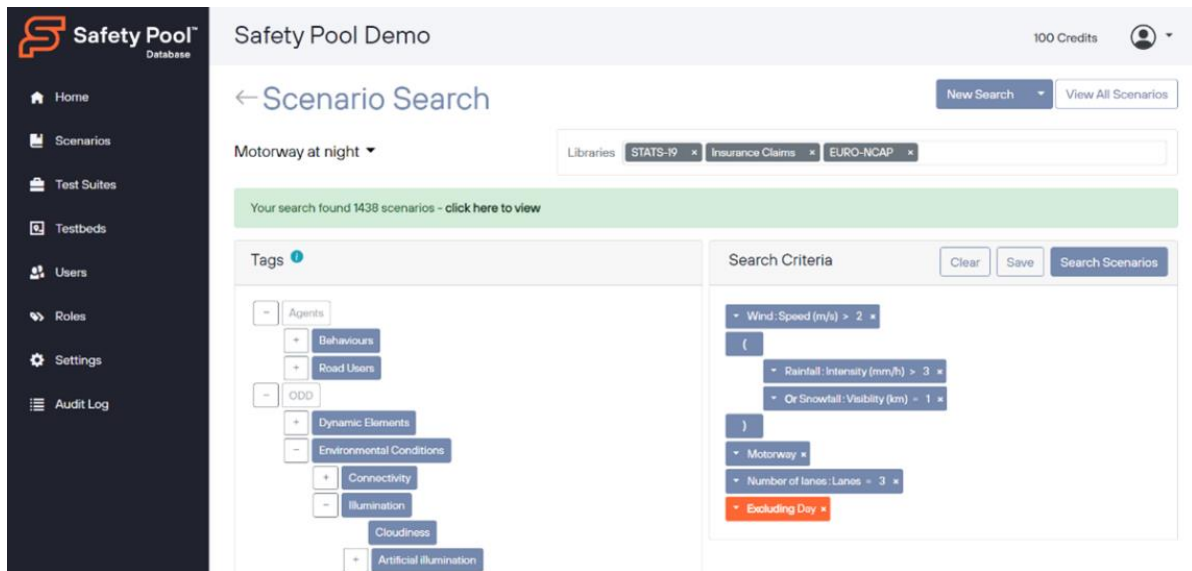 Safety Pool™
Database
Safety Pool Demo
100 Credits
Home
Scenarios
Test Suites
Testbeds
Users
Roles
Settings
Audit Log
←Scenario Search
New Search
View All Scenarios
Motorway at night
Libraries STATS-19 × Insurance Claims × EURO-NCAP ×
Your search found 1438 scenarios - click here to view
Tags i
− Agents
+ Behaviours
+ Road Users
− ODD
+ Dynamic Elements
− Environmental Conditions
+ Connectivity
− Illumination
Cloudiness
+ Artificial illumination
Search Criteria
Clear
Save
Search Scenarios
Wind:Speed (m/s) > 2 ×
(
Rainfall:Intensity (mm/h) > 3 ×
Or Snowfall:Visiblity (km) = 1 ×
)
Motorway ×
Number of lanes:Lanes = 3 ×
Excluding Day ×